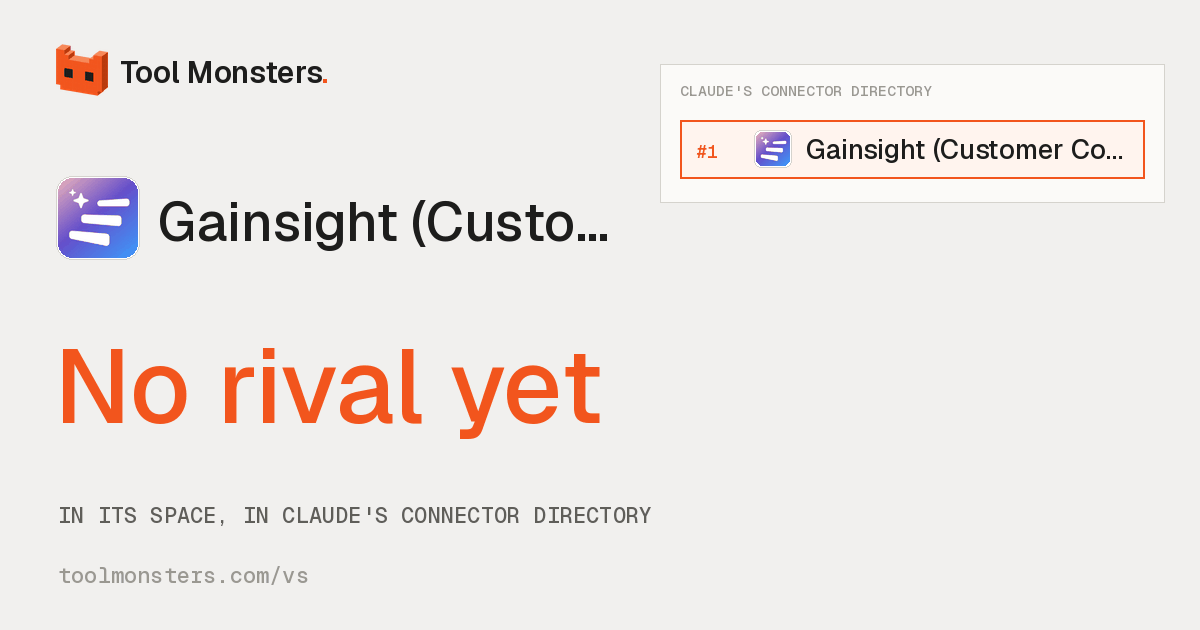 Tool Monsters.
Gainsight (Custo...
No rival yet
IN ITS SPACE, IN CLAUDE'S CONNECTOR DIRECTORY
toolmonsters.com/vs
CLAUDE'S CONNECTOR DIRECTORY
#1 Gainsight (Customer Co...